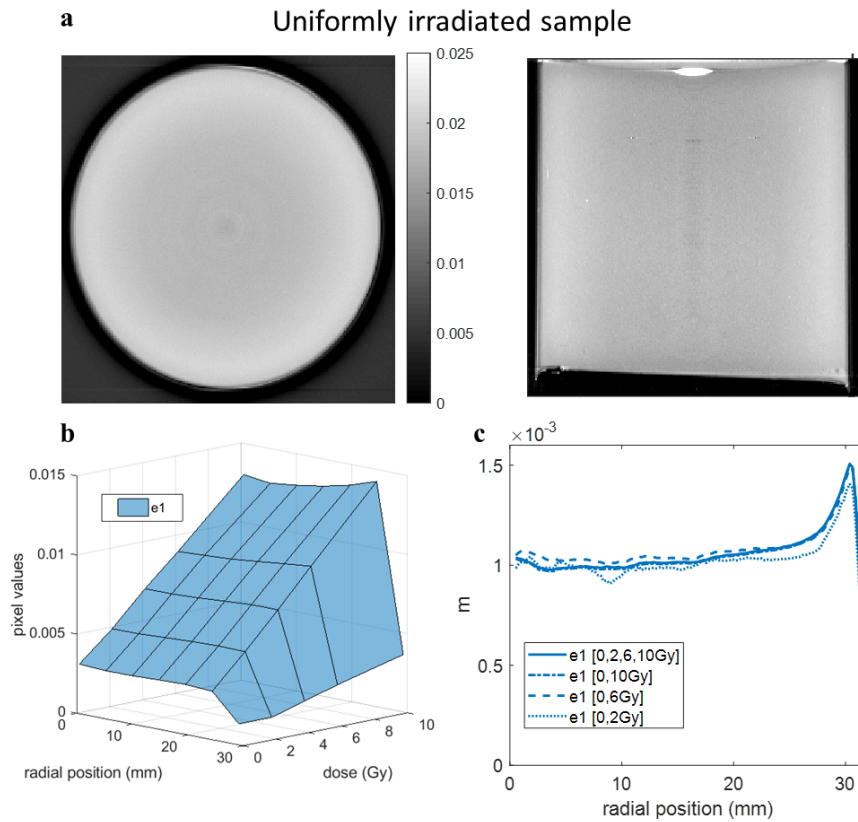 a
Uniformly irradiated sample
0.025
0.02
0.015
0.01
0.005
0
b
0.015
0.01
0.005
0
pixel values
e1
0
10
20
30
radial position (mm)
0
2
4
6
8
10
dose (Gy)
c
×10⁻³
1.5
1
0.5
0
m
e1 [0,2,6,10Gy]
e1 [0,10Gy]
e1 [0,6Gy]
e1 [0,2Gy]
0
10
20
30
radial position (mm)